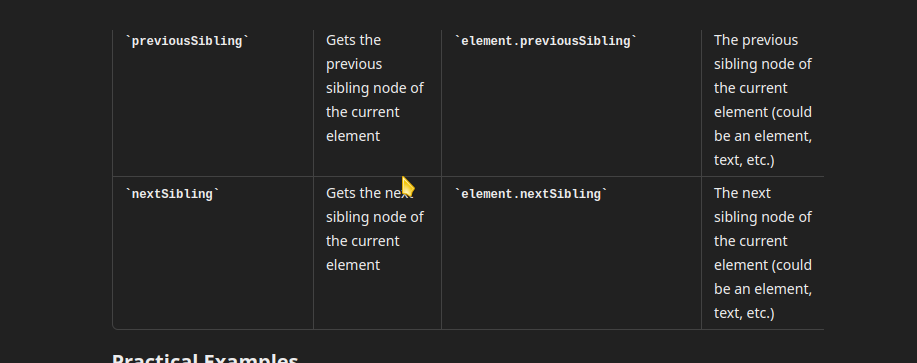 `previousSibling`
Gets the
previous
sibling node of
the current
element
`element.previousSibling`
The previous
sibling node of
the current
element (could
be an element,
text, etc.)
`nextSibling`
Gets the next
sibling node of
the current
element
`element.nextSibling`
The next
sibling node of
the current
element (could
be an element,
text, etc.)
Practical Examples